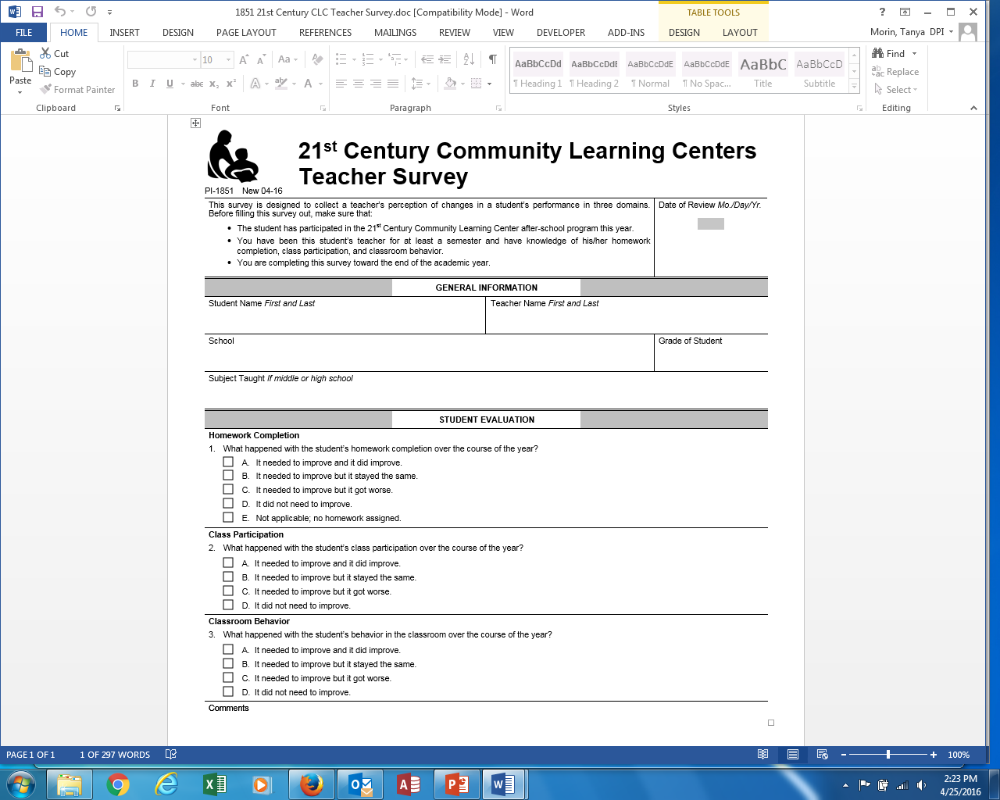 1851 21st Century CLC Teacher Survey.doc [Compatibility Mode] - Word
TABLE TOOLS
FILE HOME INSERT DESIGN PAGE LAYOUT REFERENCES MAILINGS REVIEW VIEW DEVELOPER ADD-INS DESIGN LAYOUT Morin, Tanya DPI
Paste
Cut
Copy
Format Painter
10
Find
Replace
Select
AaBbCcDd AaBbCcDdE AaBbCcDdE AaBbCcDdE AaBbC AaBbCcD
¶ Heading 1 ¶ Heading 2 ¶ Normal ¶ No Spac... Title Subtitle
Clipboard Font Paragraph Styles Editing
21st Century Community Learning Centers
Teacher Survey
PI-1851 New 04-16
This survey is designed to collect a teacher's perception of changes in a student's performance in three domains.
Before filling this survey out, make sure that:
• The student has participated in the 21st Century Community Learning Center after-school program this year.
• You have been this student's teacher for at least a semester and have knowledge of his/her homework
completion, class participation, and classroom behavior.
• You are completing this survey toward the end of the academic year.
Date of Review Mo./Day/Yr.
GENERAL INFORMATION
Student Name First and Last
Teacher Name First and Last
School
Grade of Student
Subject Taught If middle or high school
STUDENT EVALUATION
Homework Completion
1. What happened with the student's homework completion over the course of the year?
A. It needed to improve and it did improve.
B. It needed to improve but it stayed the same.
C. It needed to improve but it got worse.
D. It did not need to improve.
E. Not applicable; no homework assigned.
Class Participation
2. What happened with the student's class participation over the course of the year?
A. It needed to improve and it did improve.
B. It needed to improve but it stayed the same.
C. It needed to improve but it got worse.
D. It did not need to improve.
Classroom Behavior
3. What happened with the student's behavior in the classroom over the course of the year?
A. It needed to improve and it did improve.
B. It needed to improve but it stayed the same.
C. It needed to improve but it got worse.
D. It did not need to improve.
Comments
PAGE 1 OF 1 1 OF 297 WORDS 100%
2:23 PM
4/25/2016